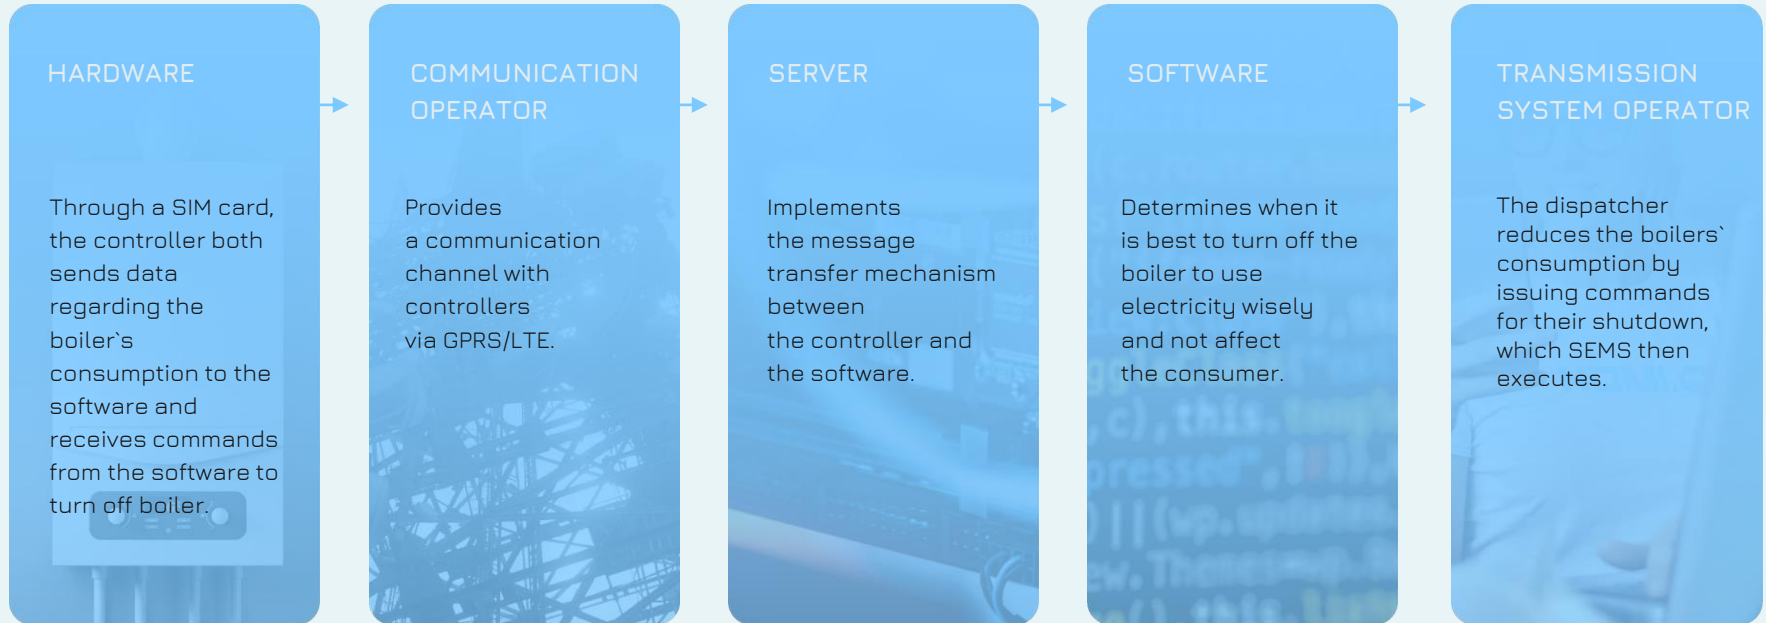 HARDWARE
Through a SIM card,
the controller both
sends data
regarding the
boiler`s
consumption to the
software and
receives commands
from the software to
turn off boiler.
COMMUNICATION
OPERATOR
Provides
a communication
channel with
controllers
via GPRS/LTE.
SERVER
Implements
the message
transfer mechanism
between
the controller and
the software.
SOFTWARE
Determines when it
is best to turn off the
boiler to use
electricity wisely
and not affect
the consumer.
TRANSMISSION
SYSTEM OPERATOR
The dispatcher
reduces the boilers`
consumption by
issuing commands
for their shutdown,
which SEMS then
executes.